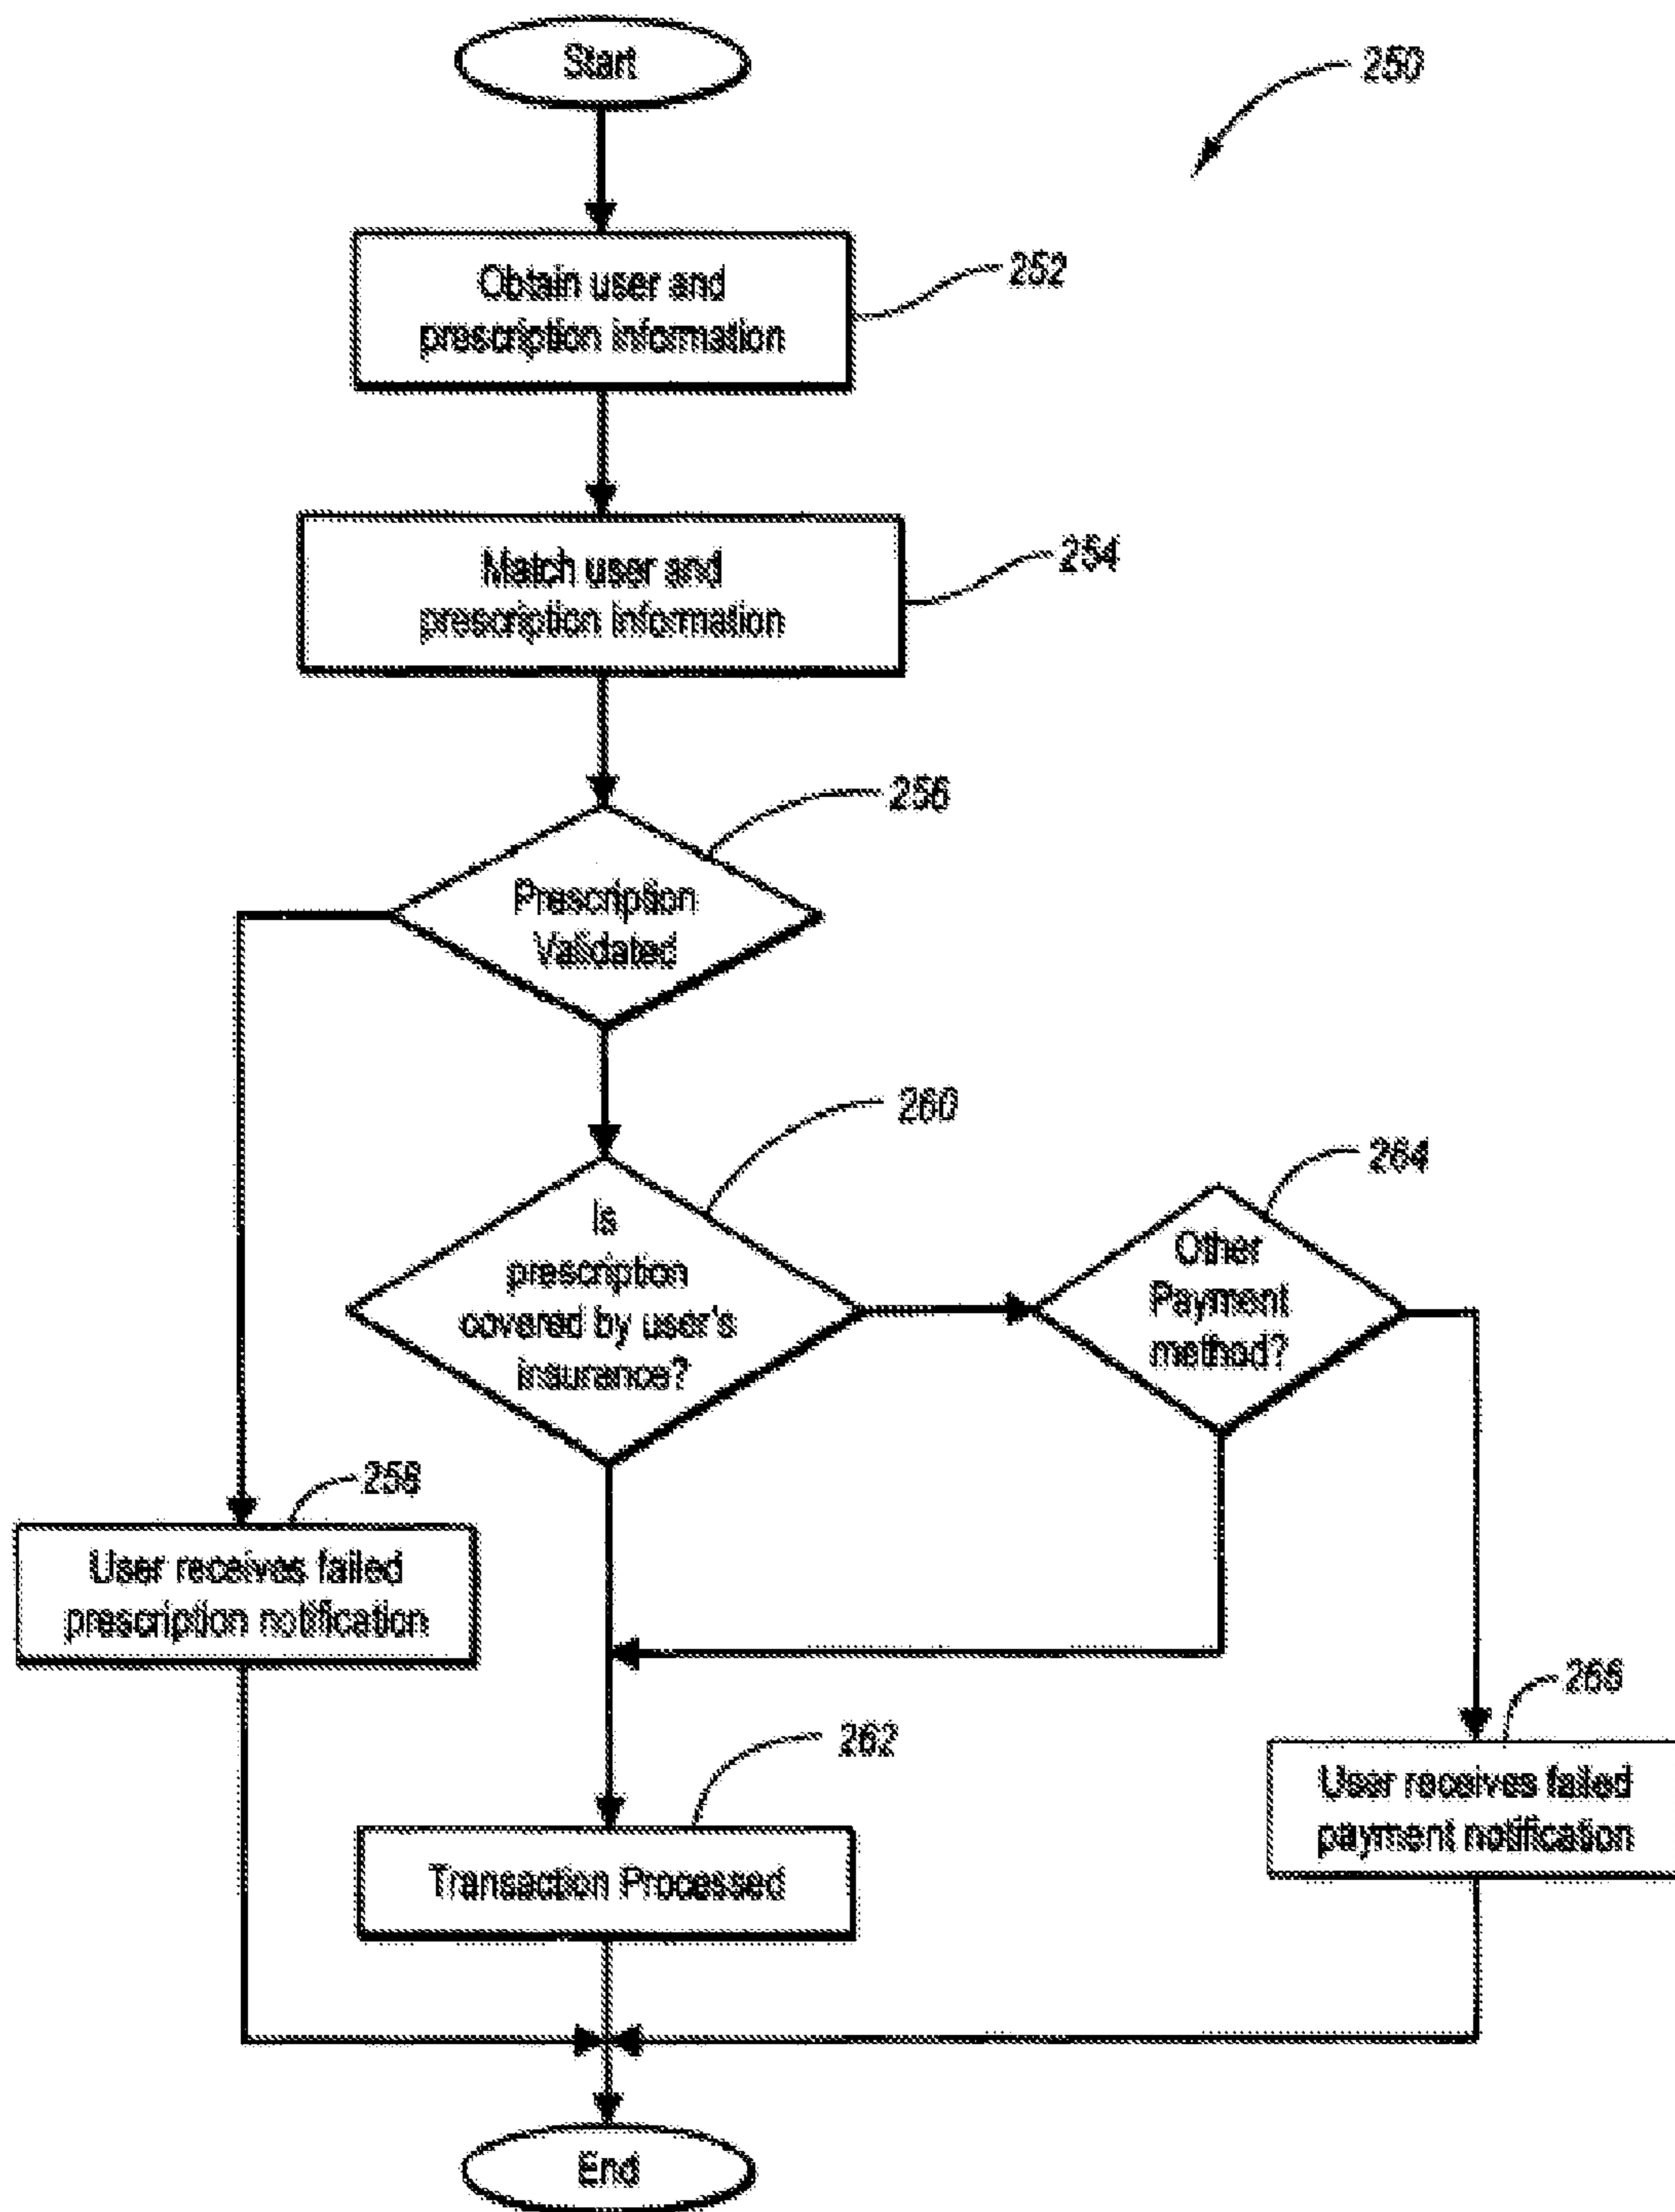 Start
250
Obtain user and
prescription information
252
Match user and
prescription information
254
256
Prescription
Validated
260
Is
prescription
covered by user's
insurance?
264
Other
Payment
method?
258
User receives failed
prescription notification
266
User receives failed
payment notification
262
Transaction Processed
End